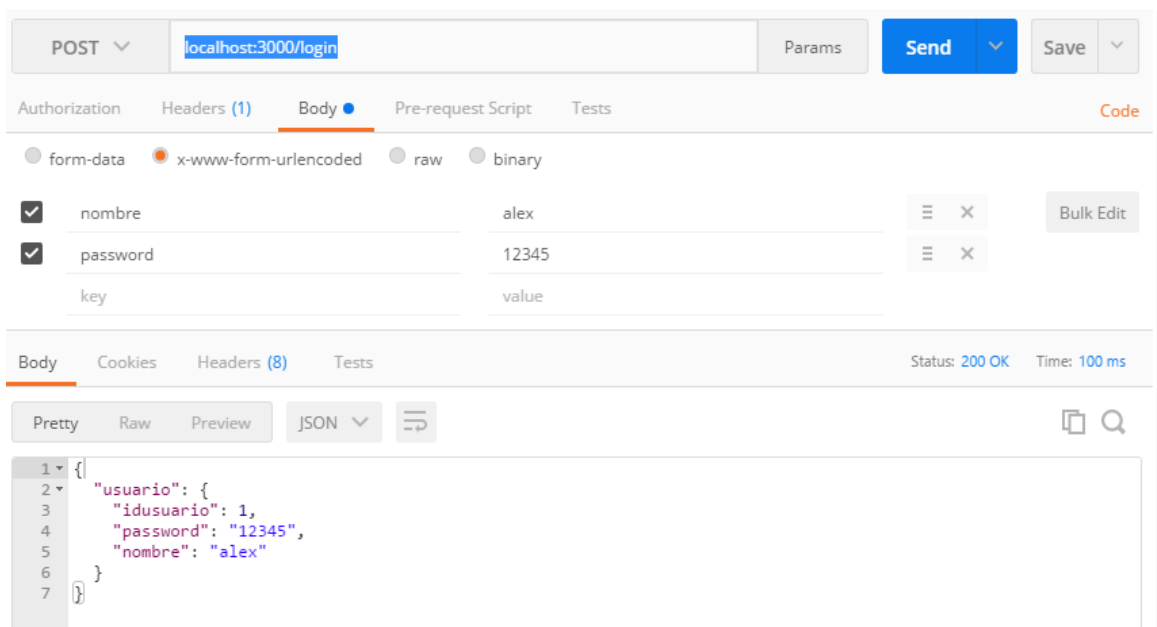 POST localhost:3000/login Params Send Save
Authorization Headers (1) Body Pre-request Script Tests Code
form-data x-www-form-urlencoded raw binary
nombre alex Bulk Edit
password 12345
key value
Body Cookies Headers (8) Tests Status: 200 OK Time: 100 ms
Pretty Raw Preview JSON
1 {
2 "usuario": {
3 "idusuario": 1,
4 "password": "12345",
5 "nombre": "alex"
6 }
7 }